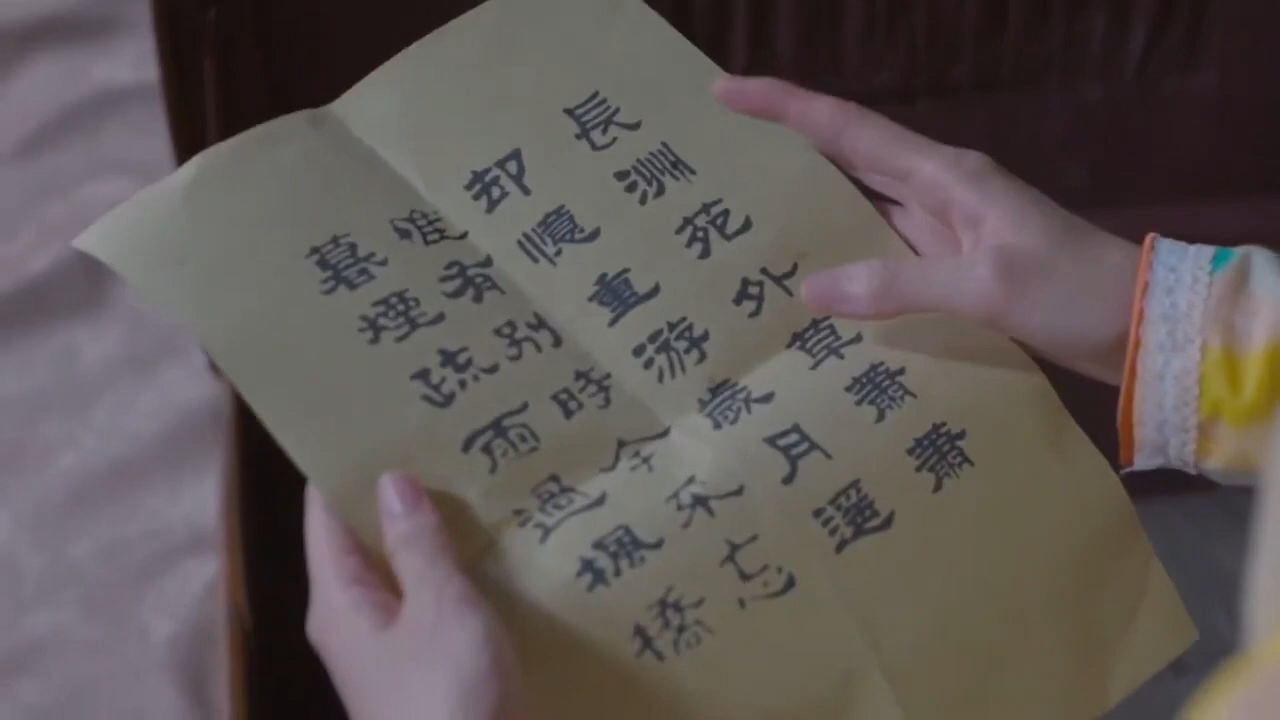 長洲苑外草蕭蕭
却憶重游歲月遥
惟有別時今不忘
暮煙疏雨過楓橋